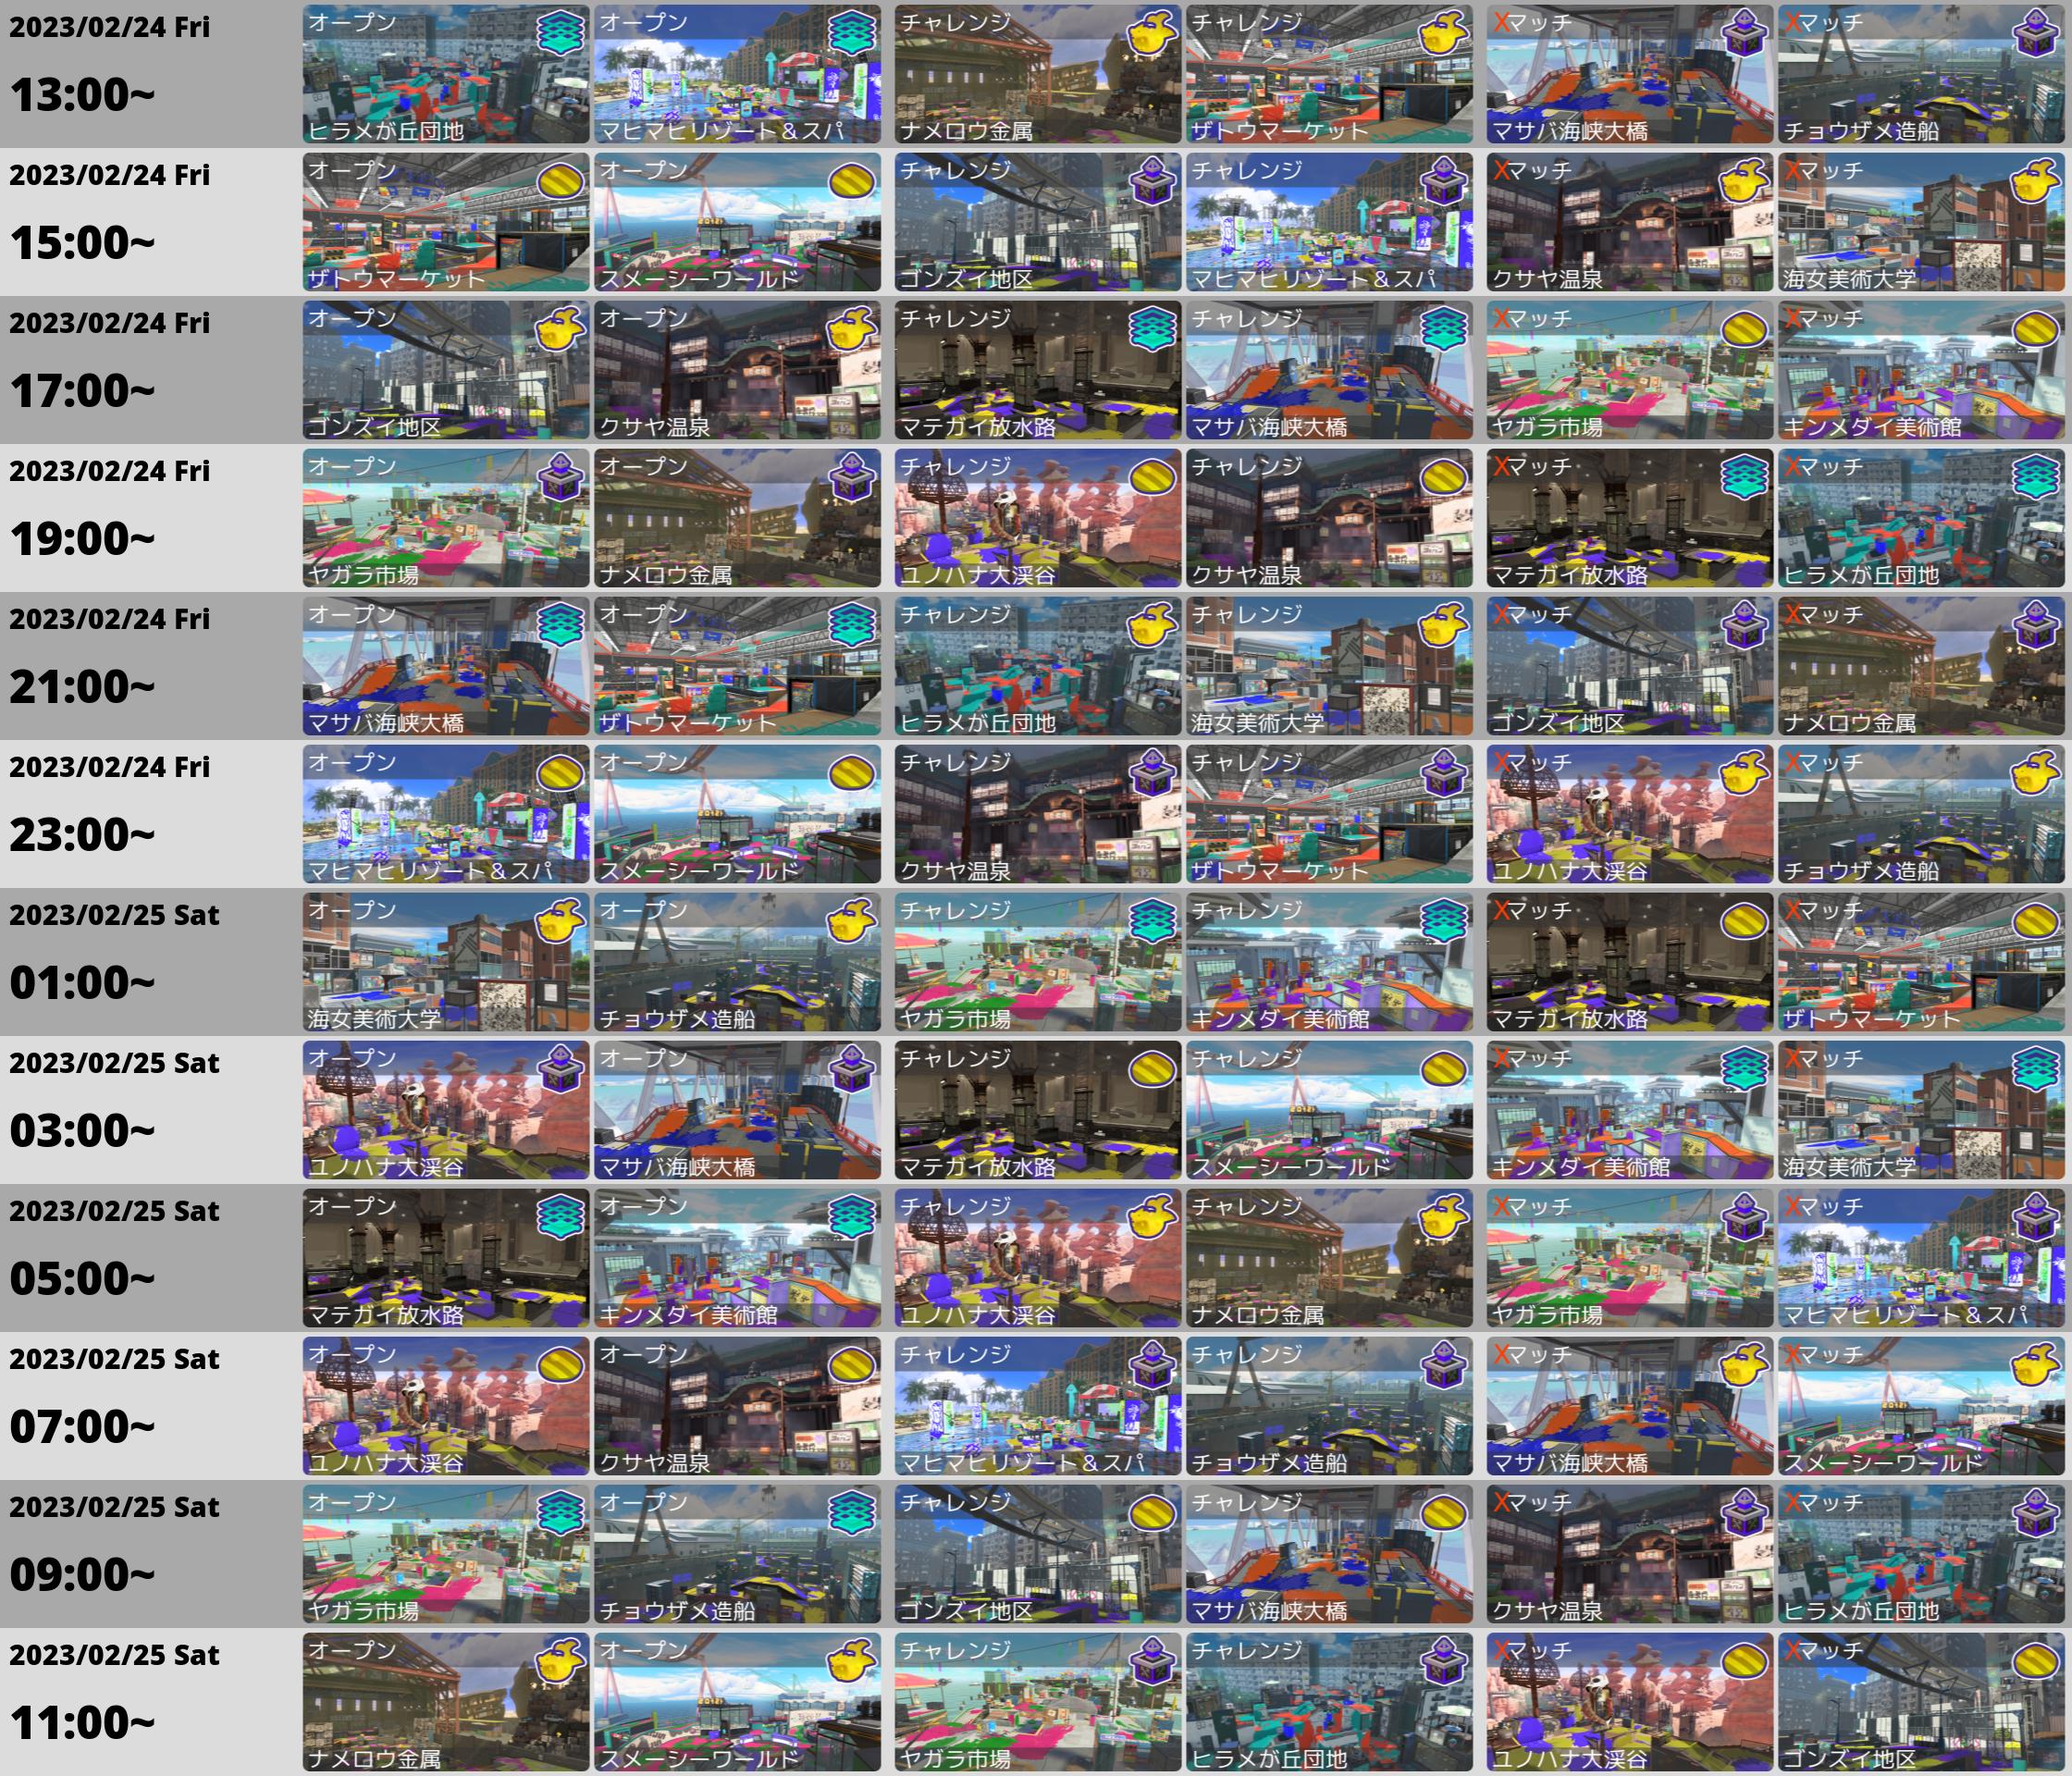 2023/02/24 Fri
13:00~
オープン オープン チャレンジ チャレンジ Xマッチ Xマッチ
ヒラメが丘団地 マヒマヒリゾート＆スパ ナメロウ金属 ザトウマーケット マサバ海峡大橋 チョウザメ造船
2023/02/24 Fri
15:00~
オープン オープン チャレンジ チャレンジ Xマッチ Xマッチ
ザトウマーケット スメーシーワールド ゴンズイ地区 マヒマヒリゾート＆スパ クサヤ温泉 海女美術大学
2023/02/24 Fri
17:00~
オープン オープン チャレンジ チャレンジ Xマッチ Xマッチ
ゴンズイ地区 クサヤ温泉 マテガイ放水路 マサバ海峡大橋 ヤガラ市場 キンメダイ美術館
2023/02/24 Fri
19:00~
オープン オープン チャレンジ チャレンジ Xマッチ Xマッチ
ヤガラ市場 ナメロウ金属 ユノハナ大渓谷 クサヤ温泉 マテガイ放水路 ヒラメが丘団地
2023/02/24 Fri
21:00~
オープン オープン チャレンジ チャレンジ Xマッチ Xマッチ
マサバ海峡大橋 ザトウマーケット ヒラメが丘団地 海女美術大学 ゴンズイ地区 ナメロウ金属
2023/02/24 Fri
23:00~
オープン オープン チャレンジ チャレンジ Xマッチ Xマッチ
マヒマヒリゾート＆スパ スメーシーワールド クサヤ温泉 ザトウマーケット ユノハナ大渓谷 チョウザメ造船
2023/02/25 Sat
01:00~
オープン オープン チャレンジ チャレンジ Xマッチ Xマッチ
海女美術大学 チョウザメ造船 ヤガラ市場 キンメダイ美術館 マテガイ放水路 ザトウマーケット
2023/02/25 Sat
03:00~
オープン オープン チャレンジ チャレンジ Xマッチ Xマッチ
ユノハナ大渓谷 マサバ海峡大橋 マテガイ放水路 スメーシーワールド キンメダイ美術館 海女美術大学
2023/02/25 Sat
05:00~
オープン オープン チャレンジ チャレンジ Xマッチ Xマッチ
マテガイ放水路 キンメダイ美術館 ユノハナ大渓谷 ナメロウ金属 ヤガラ市場 マヒマヒリゾート＆スパ
2023/02/25 Sat
07:00~
オープン オープン チャレンジ チャレンジ Xマッチ Xマッチ
ユノハナ大渓谷 クサヤ温泉 マヒマヒリゾート＆スパ チョウザメ造船 マサバ海峡大橋 スメーシーワールド
2023/02/25 Sat
09:00~
オープン オープン チャレンジ チャレンジ Xマッチ Xマッチ
ヤガラ市場 チョウザメ造船 ゴンズイ地区 マサバ海峡大橋 クサヤ温泉 ヒラメが丘団地
2023/02/25 Sat
11:00~
オープン オープン チャレンジ チャレンジ Xマッチ Xマッチ
ナメロウ金属 スメーシーワールド ヤガラ市場 ヒラメが丘団地 ユノハナ大渓谷 ゴンズイ地区